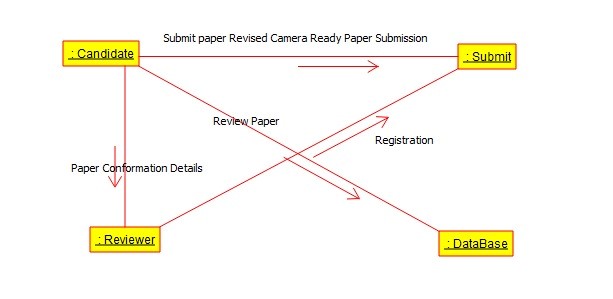 Submit paper Revised Camera Ready Paper Submission
: Candidate
: Submit
Review Paper
Registration
Paper Conformation Details
: Reviewer
: DataBase